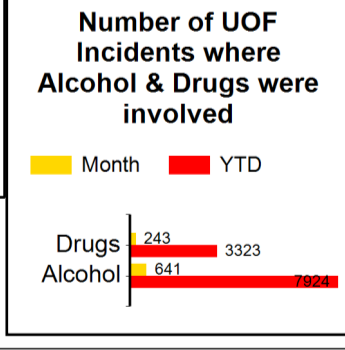 Number of UOF
Incidents where
Alcohol & Drugs were
involved
Month YTD
Drugs 243
3323
Alcohol 641
7924